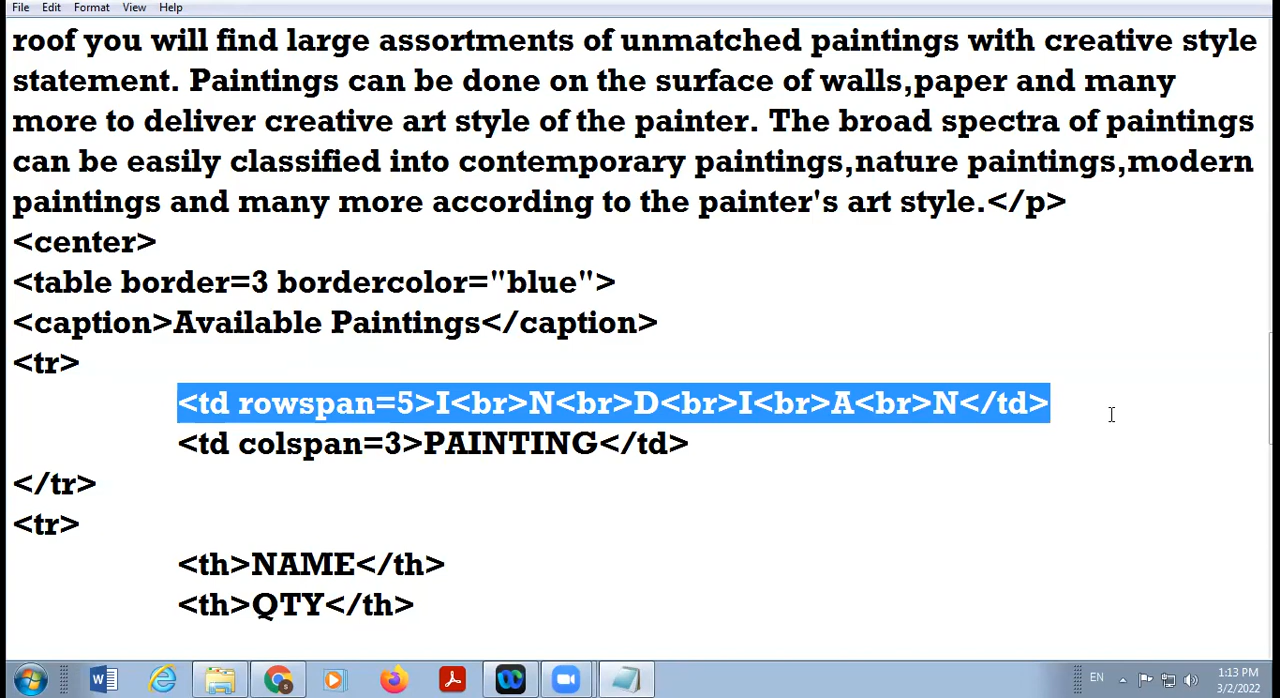 File Edit Format View Help
roof you will find large assortments of unmatched paintings with creative style
statement. Paintings can be done on the surface of walls,paper and many
more to deliver creative art style of the painter. The broad spectra of paintings
can be easily classified into contemporary paintings,nature paintings,modern
paintings and many more according to the painter's art style.</p>
<center>
<table border=3 bordercolor="blue">
<caption>Available Paintings</caption>
<tr>
<td rowspan=5>I<br>N<br>D<br>I<br>A<br>N</td>
<td colspan=3>PAINTING</td>
</tr>
<tr>
<th>NAME</th>
<th>QTY</th>
EN 1:13 PM
3/2/2022